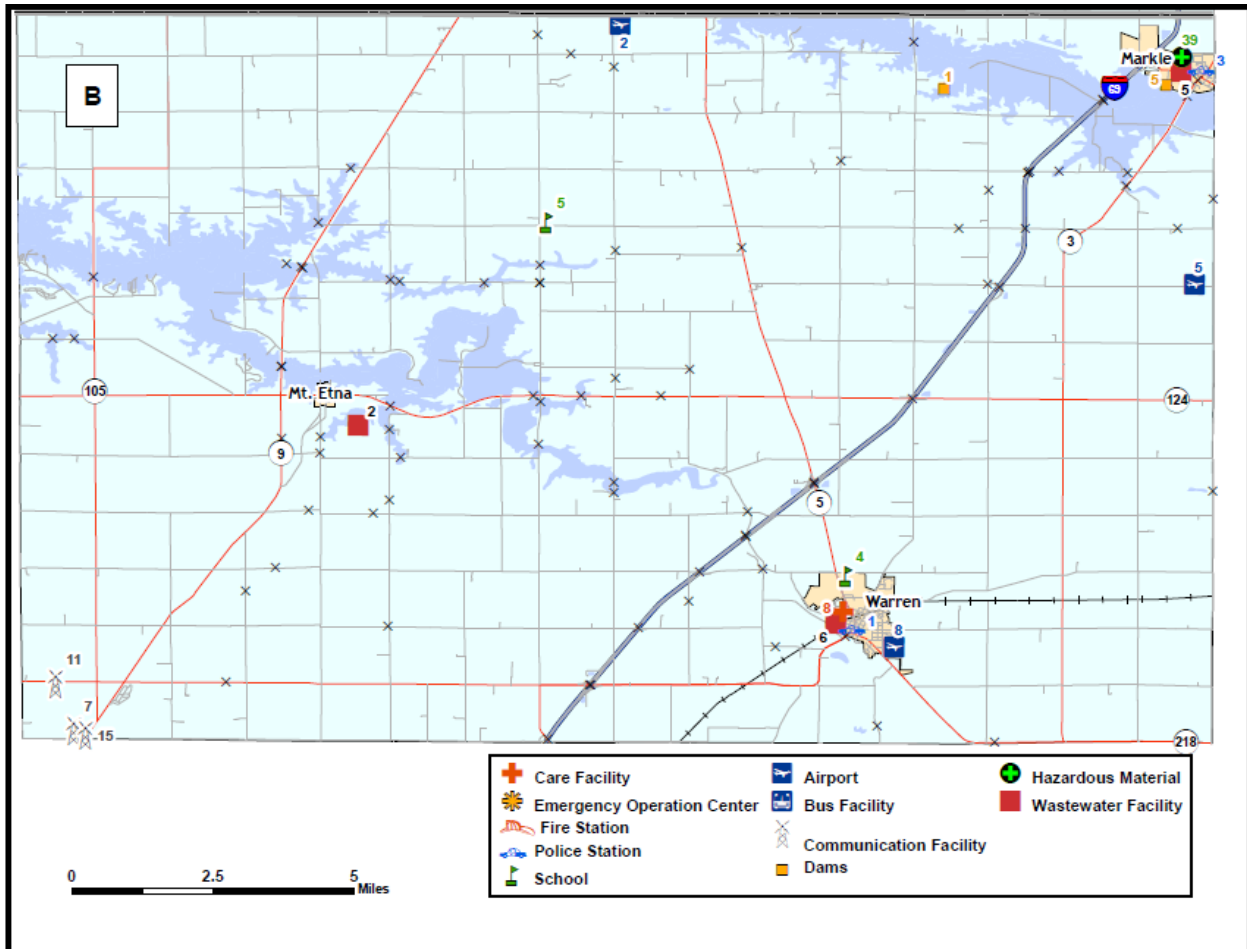 2
39
Markle
3
5
5
1
69
B
5
3
5
105
Mt. Etna
124
2
9
5
4
8
Warren
1
6
8
11
7
15
218
Care Facility
Emergency Operation Center
Fire Station
Police Station
School
Airport
Bus Facility
Communication Facility
Dams
Hazardous Material
Wastewater Facility
0 2.5 5
Miles